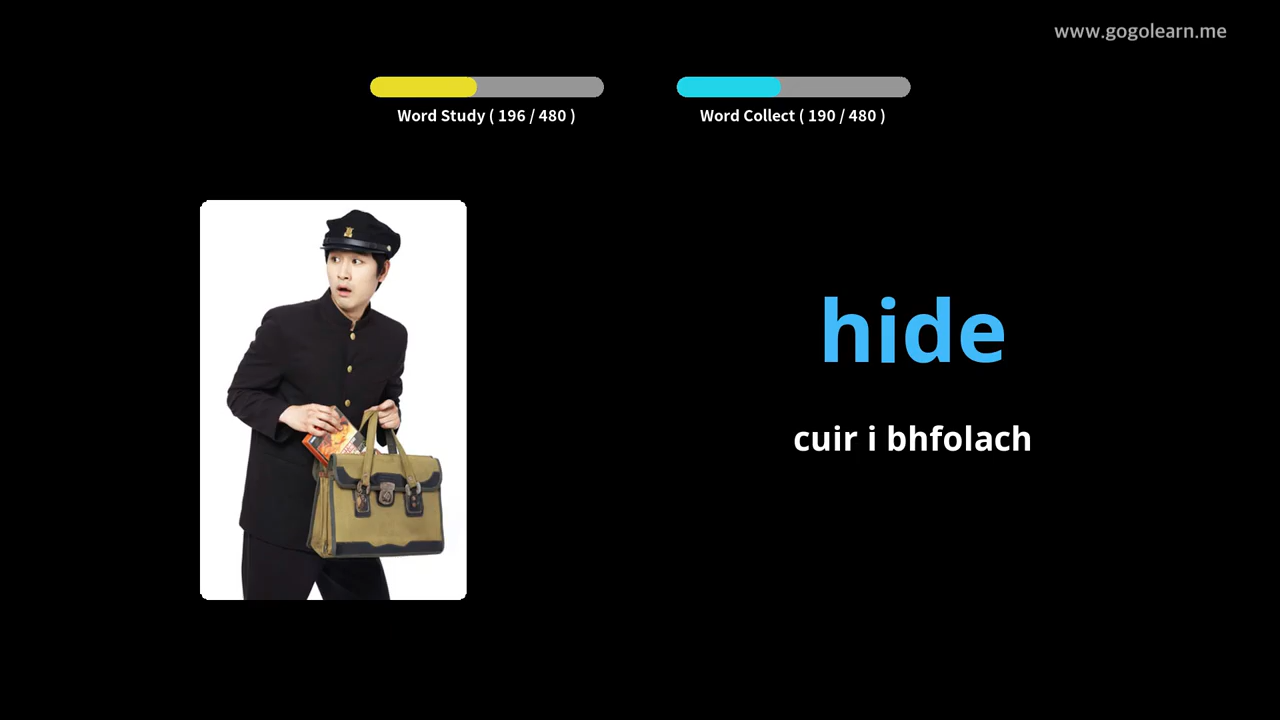 www.gogolearn.me
Word Study ( 196 / 480 )
Word Collect ( 190 / 480 )
hide
cuir i bhfolach